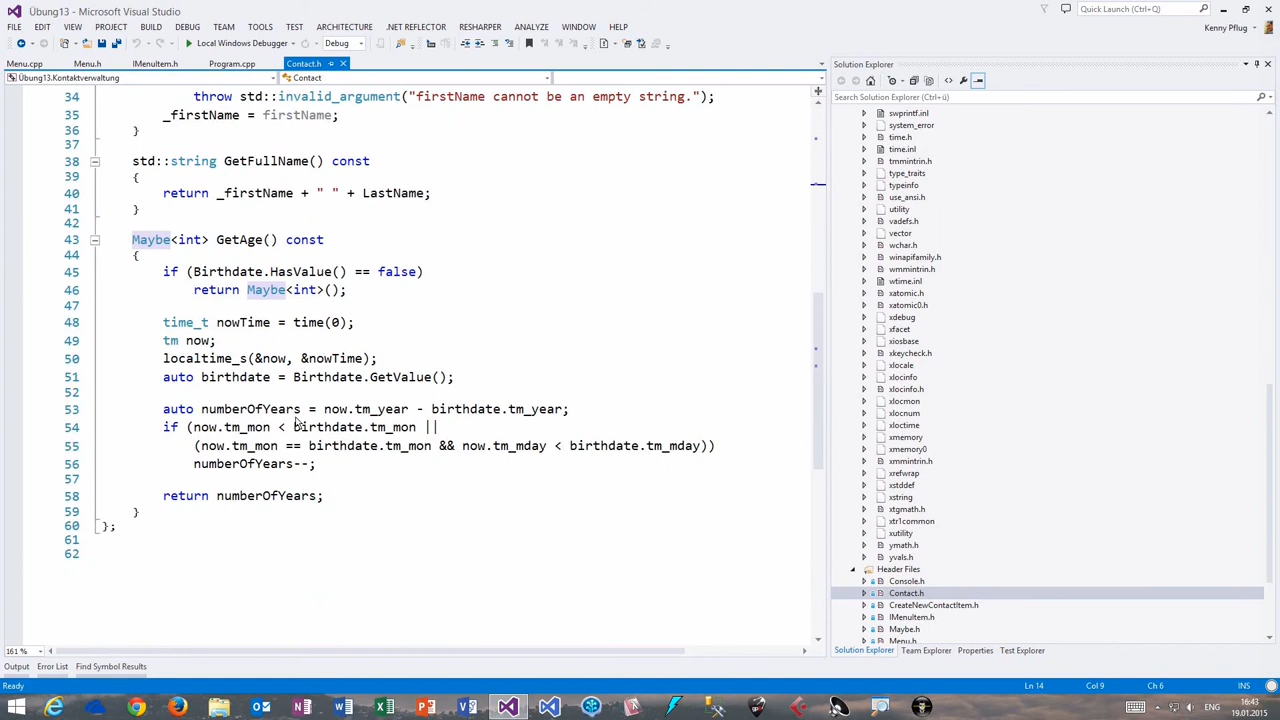 Übung13 - Microsoft Visual Studio
Quick Launch (Ctrl+Q)
FILE EDIT VIEW PROJECT BUILD DEBUG TEAM TOOLS TEST ARCHITECTURE .NET REFLECTOR RESHARPER ANALYZE WINDOW HELP
Kenny Pflug
Local Windows Debugger
Debug
Menu.cpp Menu.h IMenuItem.h Program.cpp Contact.h
Übung13.Kontaktverwaltung
Contact
34 throw std::invalid_argument("firstName cannot be an empty string.");
35 _firstName = firstName;
36 }
37
38 std::string GetFullName() const
39 {
40 return _firstName + " " + LastName;
41 }
42
43 Maybe<int> GetAge() const
44 {
45 if (Birthdate.HasValue() == false)
46 return Maybe<int>();
47
48 time_t nowTime = time(0);
49 tm now;
50 localtime_s(&now, &nowTime);
51 auto birthdate = Birthdate.GetValue();
52
53 auto numberOfYears = now.tm_year - birthdate.tm_year;
54 if (now.tm_mon < birthdate.tm_mon ||
55 (now.tm_mon == birthdate.tm_mon && now.tm_mday < birthdate.tm_mday))
56 numberOfYears--;
57
58 return numberOfYears;
59 }
60 };
61
62
161 %
Output Error List Find Symbol Results
Solution Explorer
Search Solution Explorer (Ctrl+ü)
swprintf.inl
system_error
time.h
time.inl
tmmintrin.h
type_traits
typeinfo
use_ansi.h
utility
vadefs.h
vector
wchar.h
winapifamily.h
wmmintrin.h
wtime.inl
xatomic.h
xatomic0.h
xdebug
xfacet
xiosbase
xkeycheck.h
xlocale
xlocinfo
xlocinfo.h
xlocmon
xlocnum
xloctime
xmemory
xmemory0
xmmintrin.h
xrefwrap
xstddef
xstring
xtgmath.h
xtr1common
xutility
ymath.h
yvals.h
Header Files
Console.h
Contact.h
CreateNewContactItem.h
IMenuItem.h
Maybe.h
Menu.h
Solution Explorer Team Explorer Properties Test Explorer
Ready
Ln 14
Col 9
Ch 6
INS
ENG
16:43
19.01.2015